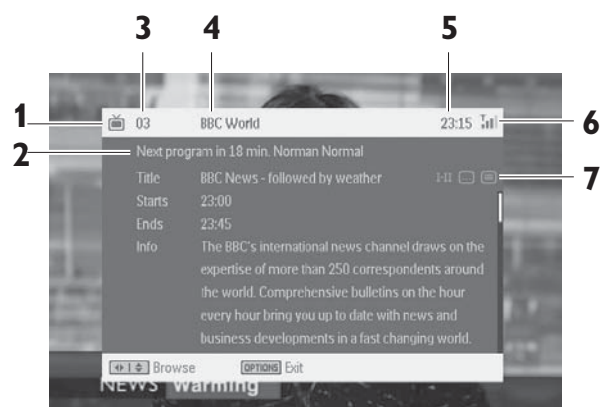 3 4 5
1 03 BBC World 23:15 6
2 Next program in 18 min. Norman Normal
Title BBC News - followed by weather I-II 7
Starts 23:00
Ends 23:45
Info The BBC's international news channel draws on the
expertise of more than 250 correspondents around
the world. Comprehensive bulletins on the hour
every hour bring you up to date with news and
business developments in a fast changing world.
Browse OPTIONS Exit
NEWS warming